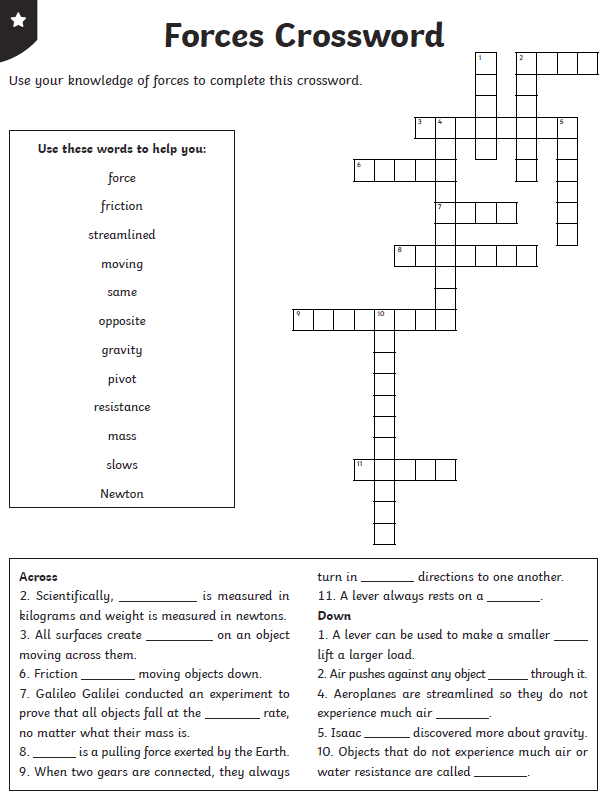 Forces Crossword
Use your knowledge of forces to complete this crossword.
1
2
3
4
5
6
7
8
9
10
11
Use these words to help you:
force
friction
streamlined
moving
same
opposite
gravity
pivot
resistance
mass
slows
Newton
Across
2. Scientifically, ____________ is measured in
kilograms and weight is measured in newtons.
3. All surfaces create __________ on an object
moving across them.
6. Friction ________ moving objects down.
7. Galileo Galilei conducted an experiment to
prove that all objects fall at the ________ rate,
no matter what their mass is.
8. ______ is a pulling force exerted by the Earth.
9. When two gears are connected, they always
turn in ________ directions to one another.
11. A lever always rests on a ________.
Down
1. A lever can be used to make a smaller _____
lift a larger load.
2. Air pushes against any object ______ through it.
4. Aeroplanes are streamlined so they do not
experience much air ________.
5. Isaac _______ discovered more about gravity.
10. Objects that do not experience much air or
water resistance are called ________.